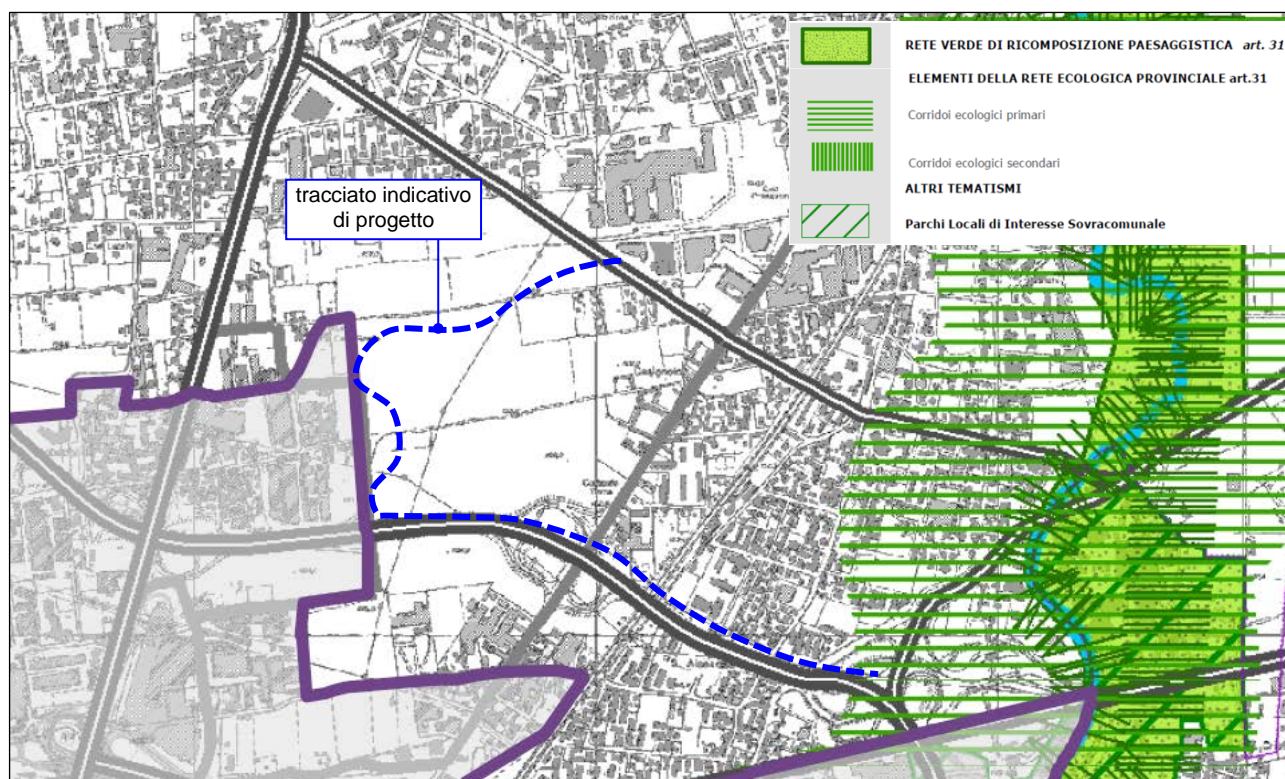 RETE VERDE DI RICOMPOSIZIONE PAESAGGISTICA art. 31
ELEMENTI DELLA RETE ECOLOGICA PROVINCIALE art.31
Corridoi ecologici primari
Corridoi ecologici secondari
ALTRI TEMATISMI
Parchi Locali di Interesse Sovracomunale
tracciato indicativo
di progetto